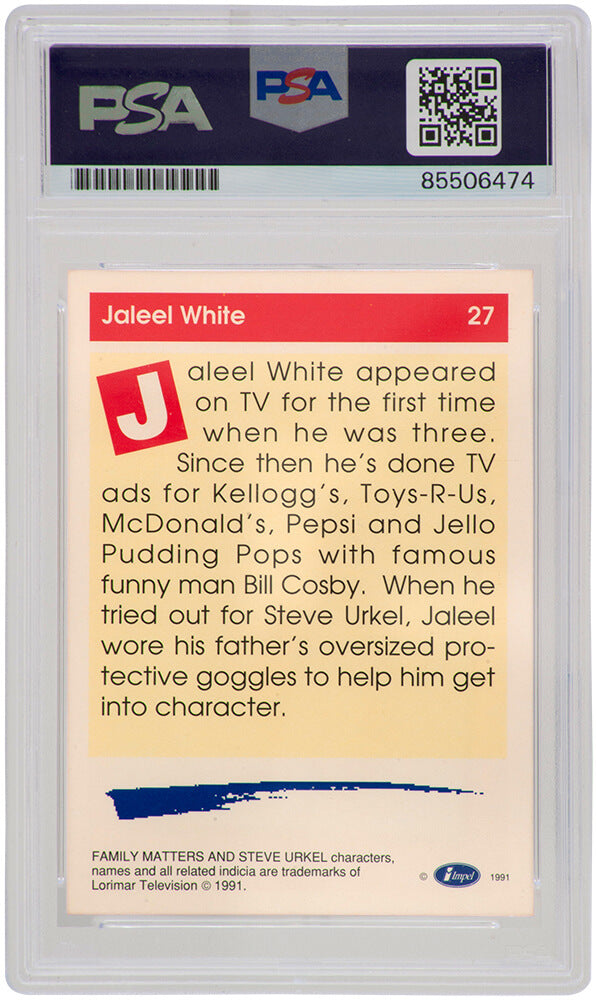 PSA
PSA
85506474
Jaleel White 27
Jaleel White appeared
on TV for the first time
when he was three.
Since then he's done TV
ads for Kellogg's, Toys-R-Us,
McDonald's, Pepsi and Jello
Pudding Pops with famous
funny man Bill Cosby. When he
tried out for Steve Urkel, Jaleel
wore his father's oversized pro-
tective goggles to help him get
into character.
FAMILY MATTERS AND STEVE URKEL characters,
names and all related indicia are trademarks of
Lorimar Television © 1991.
© Impel 1991